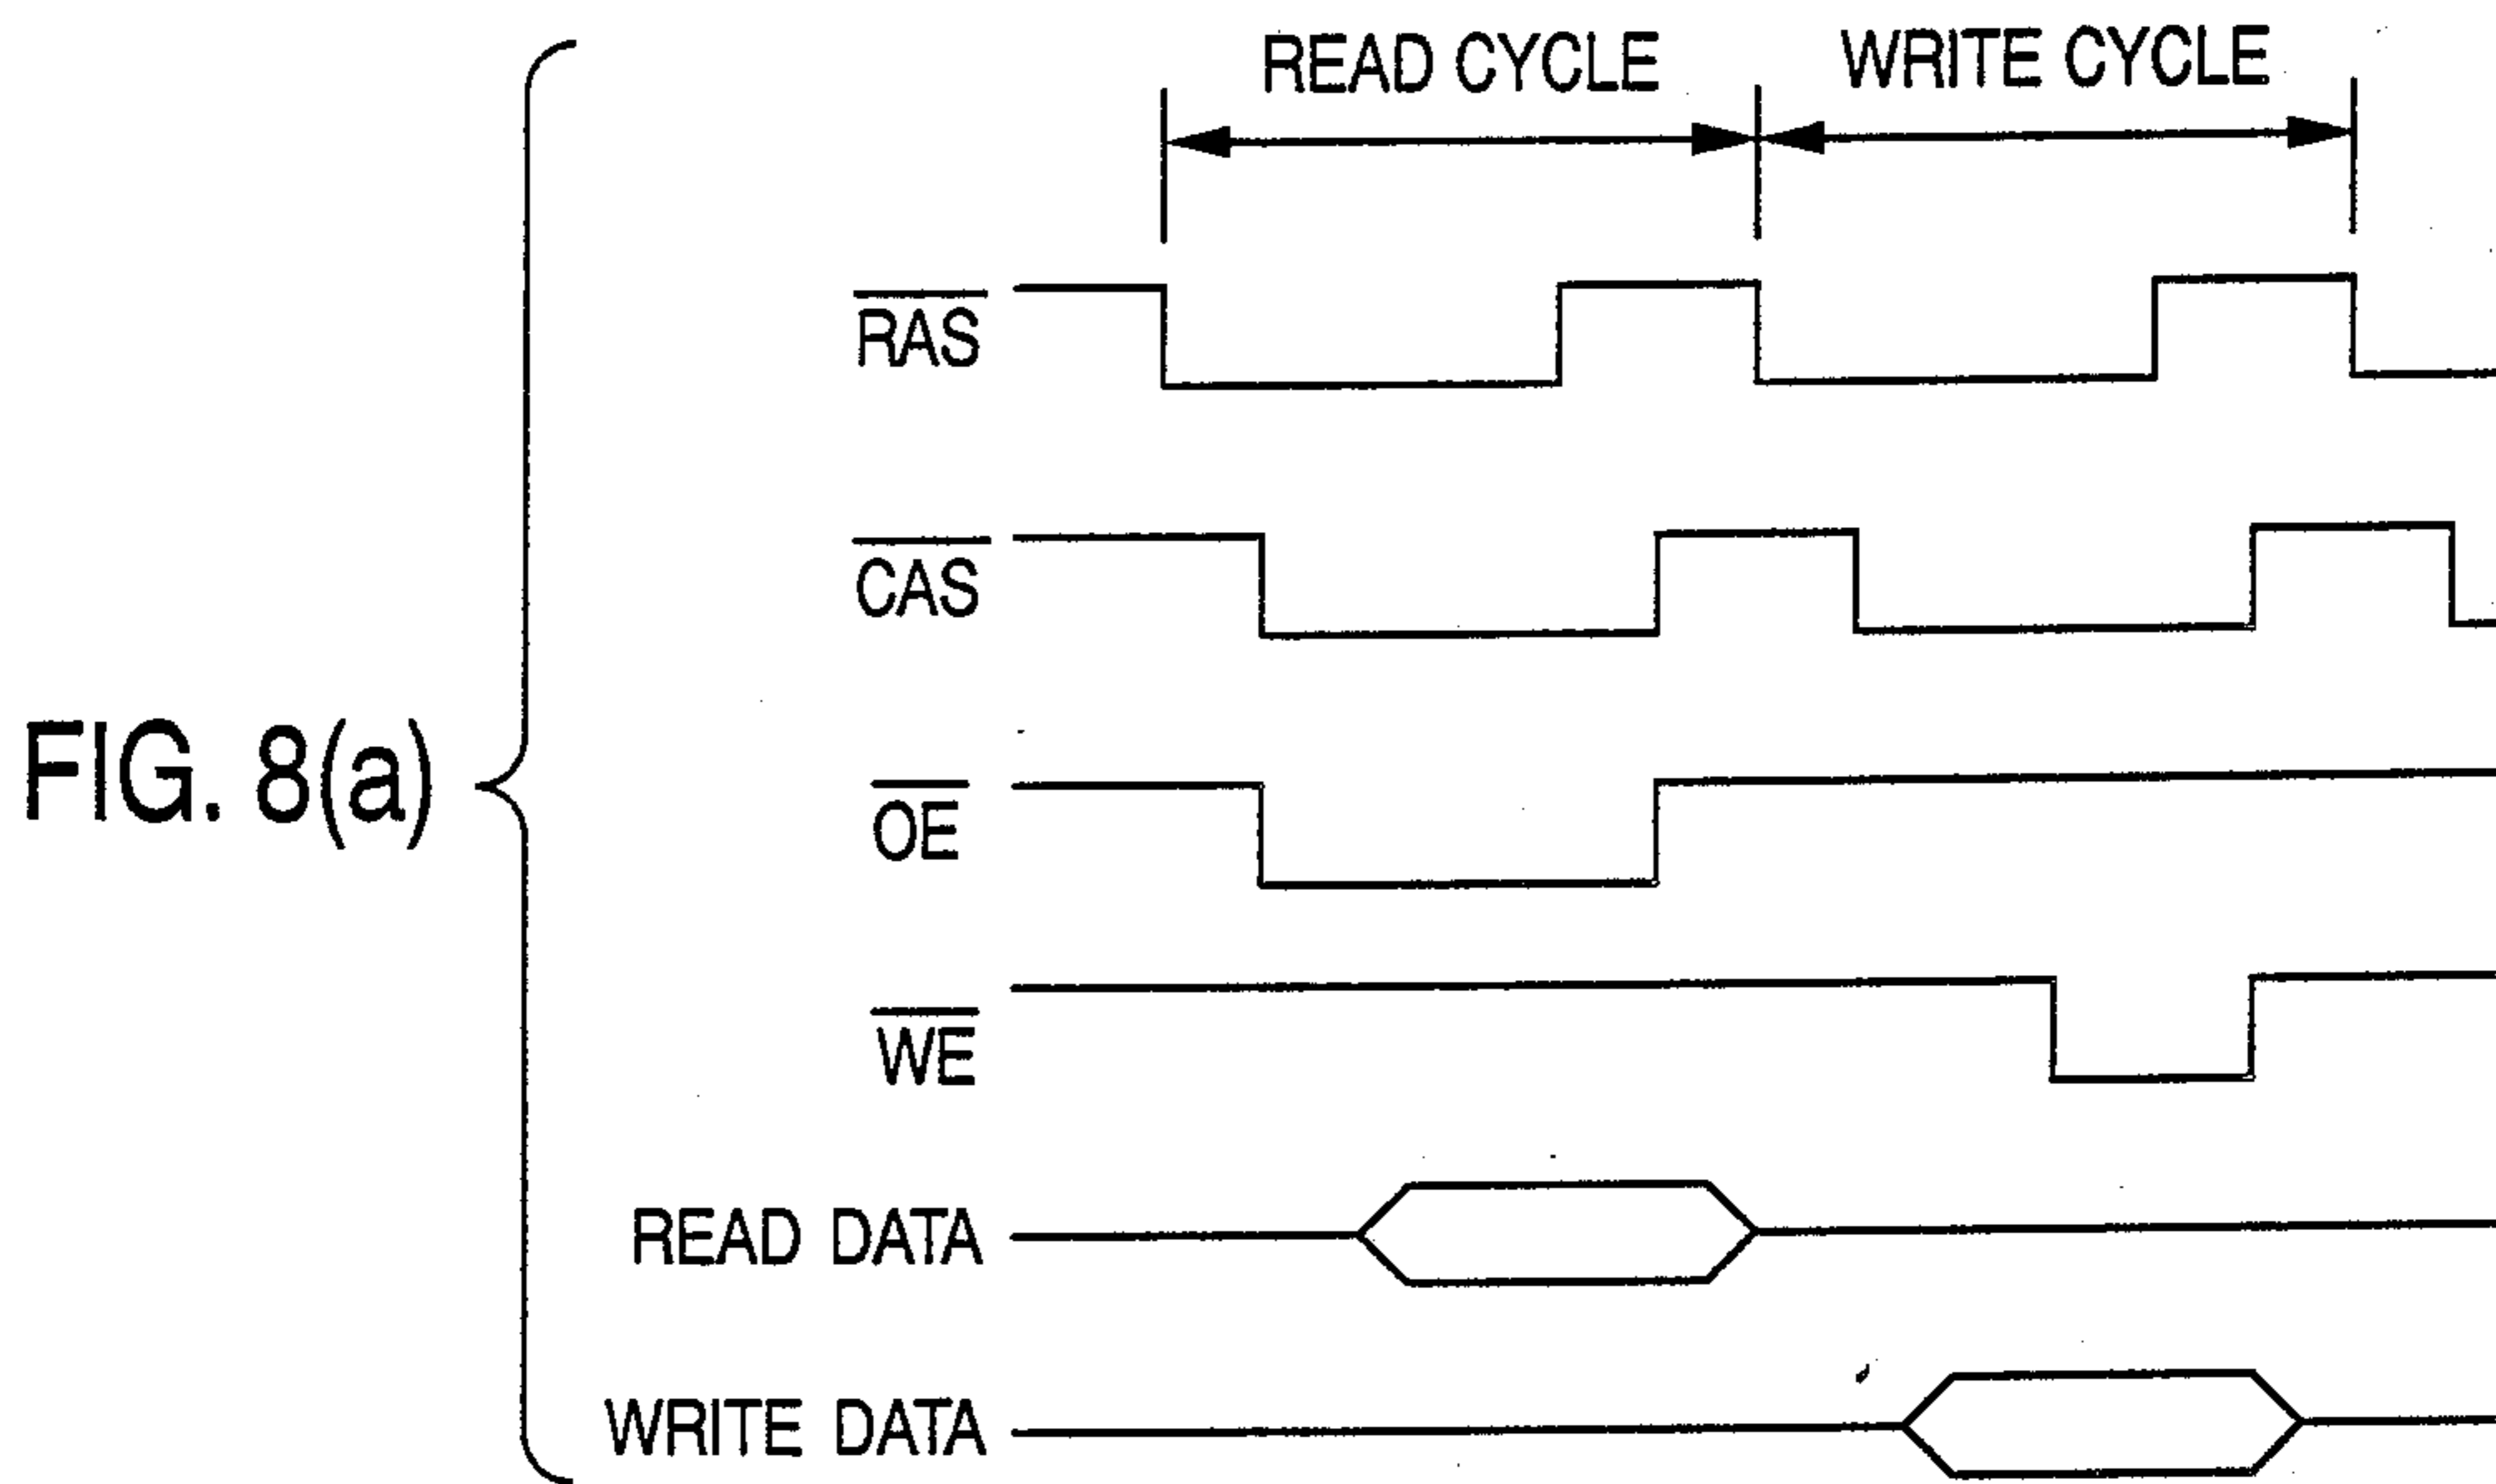 READ CYCLE WRITE CYCLE
RAS
CAS
FIG. 8(a)
OE
WE
READ DATA
WRITE DATA